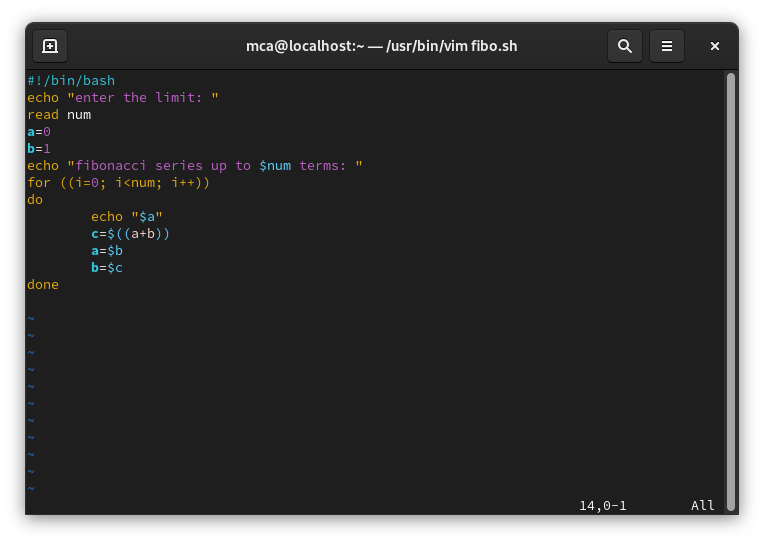 mca@localhost:~ — /usr/bin/vim fibo.sh
#!/bin/bash
echo "enter the limit: "
read num
a=0
b=1
echo "fibonacci series up to $num terms: "
for ((i=0; i<num; i++))
do
        echo "$a"
        c=$((a+b))
        a=$b
        b=$c
done
~
~
~
~
~
~
~
~
~
~
~
14,0-1        All